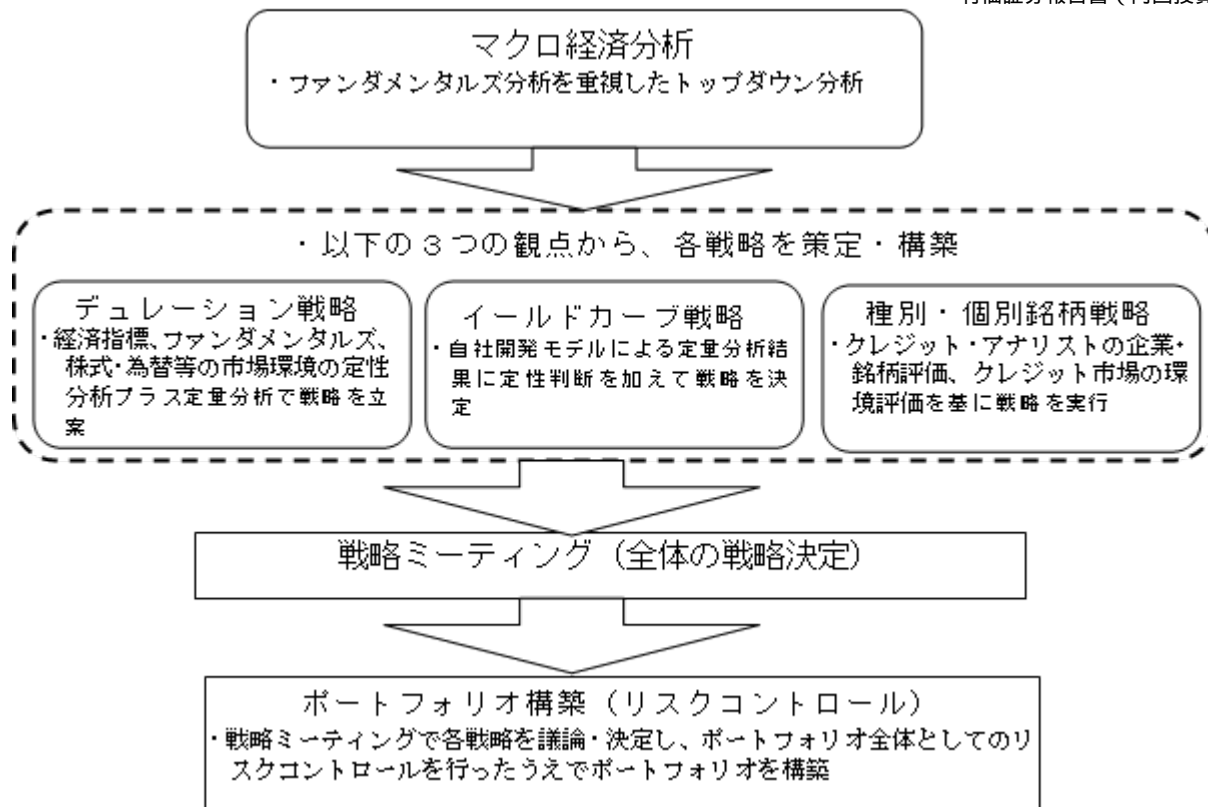 マクロ経済分析
・ファンダメンタルズ分析を重視したトップダウン分析
・以下の３つの観点から、各戦略を策定・構築
デュレーション戦略
・経済指標、ファンダメンタルズ、
株式・為替等の市場環境の定性
分析プラス定量分析で戦略を立
案
イールドカーブ戦略
・自社開発モデルによる定量分析結
果に定性判断を加えて戦略を決
定
種別・個別銘柄戦略
・クレジット・アナリストの企業・
銘柄評価、クレジット市場の環
境評価を基に戦略を実行
戦略ミーティング（全体の戦略決定）
ポートフォリオ構築（リスクコントロール）
・戦略ミーティングで各戦略を議論・決定し、ポートフォリオ全体としてのリ
スクコントロールを行ったうえでポートフォリオを構築